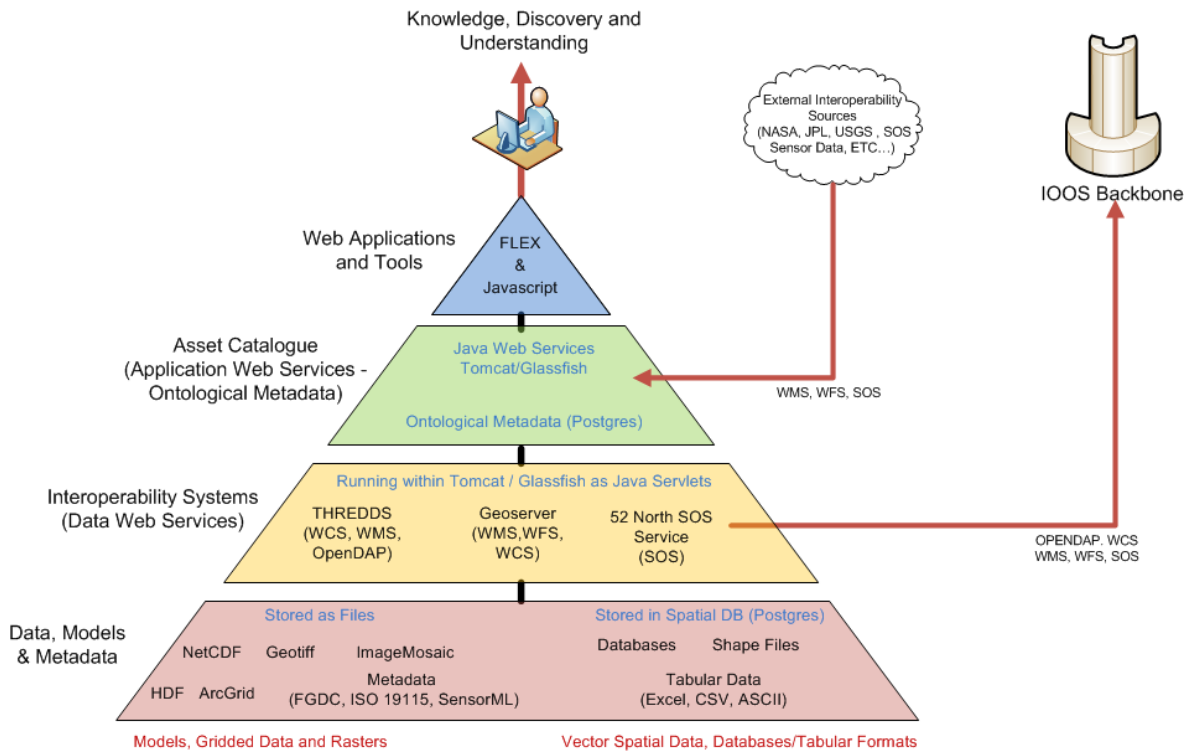 Knowledge, Discovery and
Understanding
External Interoperability
Sources
(NASA, JPL, USGS , SOS
Sensor Data, ETC...)
IOOS Backbone
Web Applications
and Tools
FLEX
&
Javascript
Asset Catalogue
(Application Web Services -
Ontological Metadata)
Java Web Services
Tomcat/Glassfish
Ontological Metadata (Postgres)
WMS, WFS, SOS
Interoperability Systems
(Data Web Services)
Running within Tomcat / Glassfish as Java Servlets
THREDDS
(WCS, WMS,
OpenDAP)
Geoserver
(WMS,WFS,
WCS)
52 North SOS
Service
(SOS)
OPENDAP. WCS
WMS, WFS, SOS
Data, Models
& Metadata
Stored as Files
NetCDF
Geotiff
ImageMosaic
HDF
ArcGrid
Metadata
(FGDC, ISO 19115, SensorML)
Stored in Spatial DB (Postgres)
Databases
Shape Files
Tabular Data
(Excel, CSV, ASCII)
Models, Gridded Data and Rasters
Vector Spatial Data, Databases/Tabular Formats